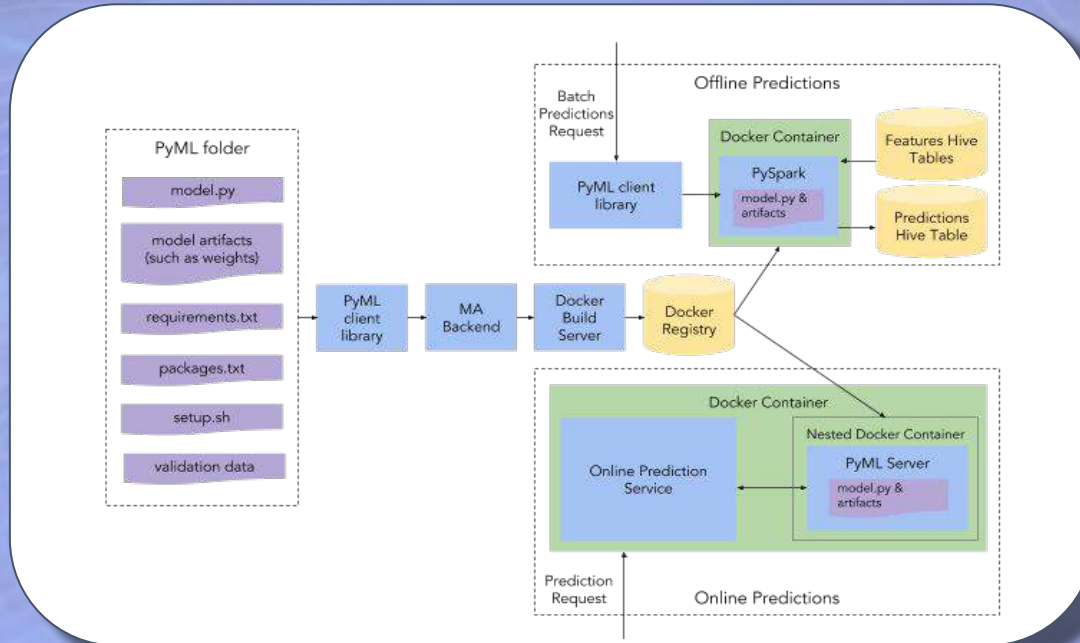 PyML folder
model.py
model artifacts
(such as weights)
requirements.txt
packages.txt
setup.sh
validation data
PyML
client
library
MA
Backend
Docker
Build
Server
Docker
Registry
Offline Predictions
Batch
Predictions
Request
PyML client
library
Docker Container
PySpark
model.py &
artifacts
Features Hive
Tables
Predictions
Hive Table
Docker Container
Online Prediction
Service
Nested Docker Container
PyML Server
model.py &
artifacts
Prediction
Request
Online Predictions